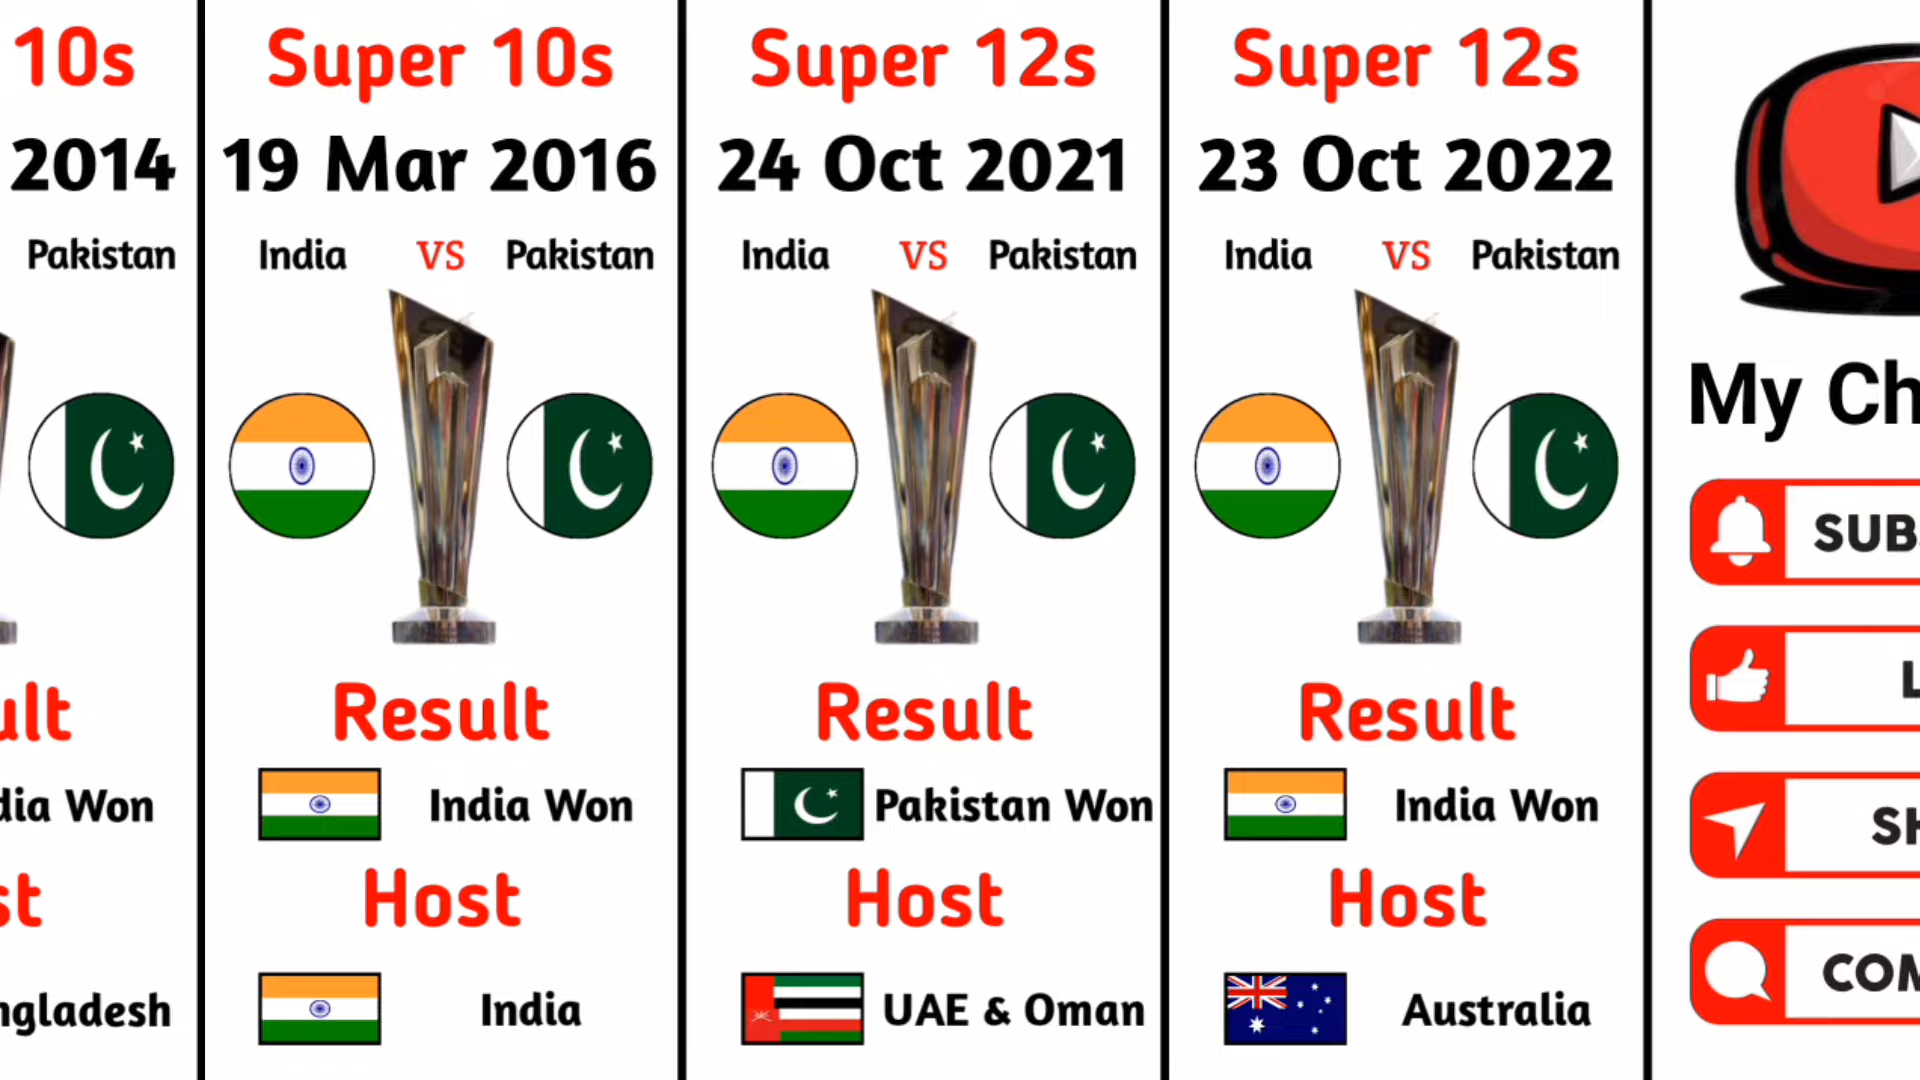 10s
2014
Pakistan
ult
dia Won
st
ngladesh
Super 10s
19 Mar 2016
India VS Pakistan
Result
India Won
Host
India
Super 12s
24 Oct 2021
India VS Pakistan
Result
Pakistan Won
Host
UAE & Oman
Super 12s
23 Oct 2022
India VS Pakistan
Result
India Won
Host
Australia
My Ch
SUB
L
SH
COM